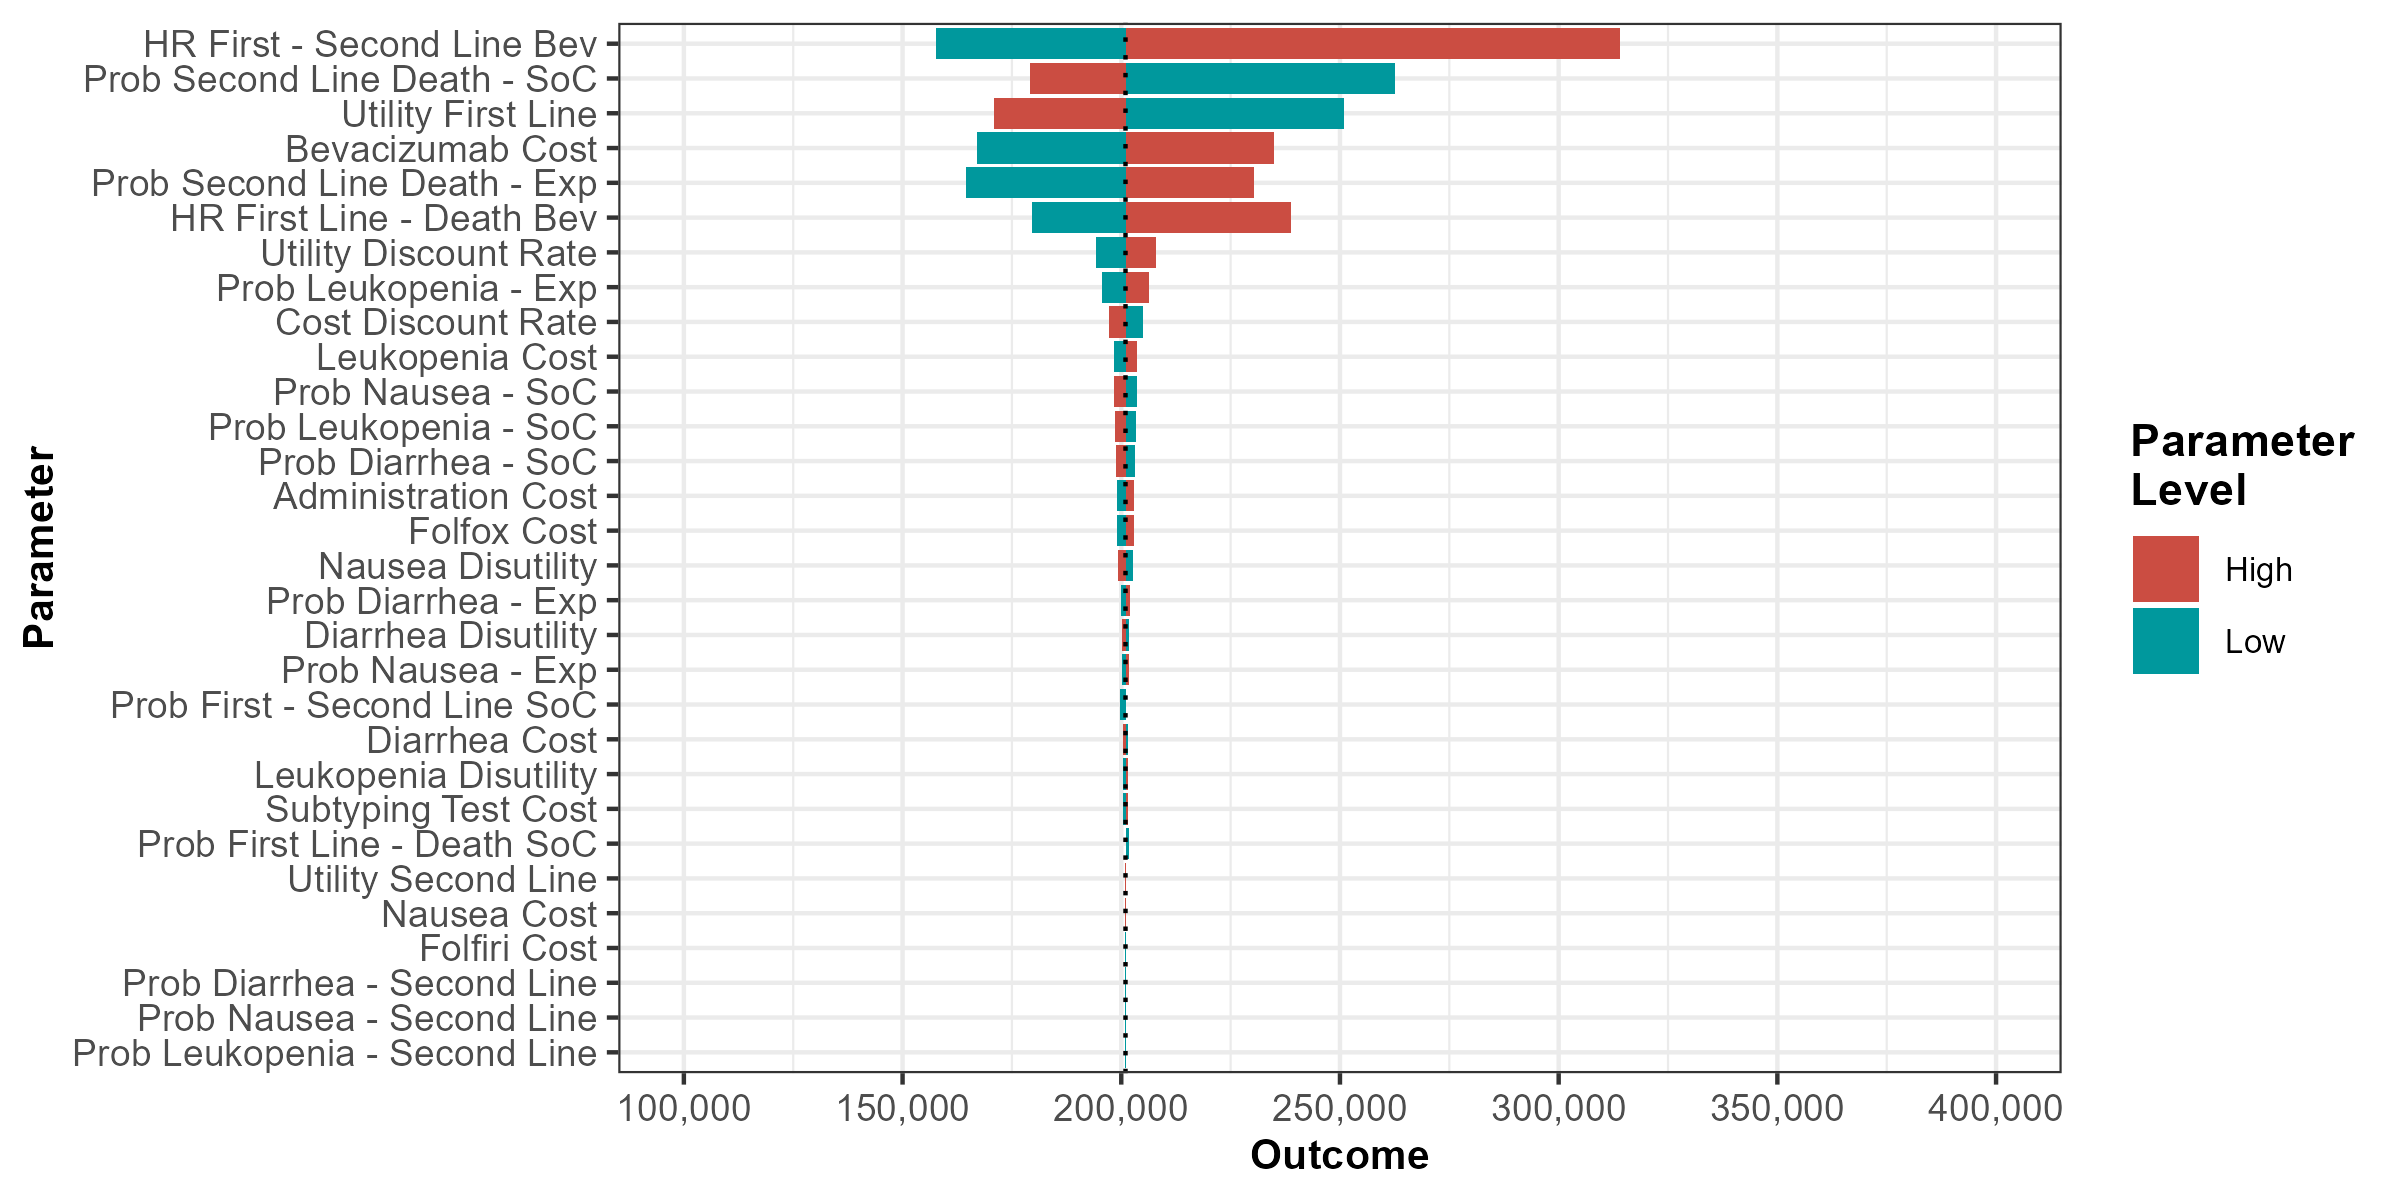 HR First - Second Line Bev
Prob Second Line Death - SoC
Utility First Line
Bevacizumab Cost
Prob Second Line Death - Exp
HR First Line - Death Bev
Utility Discount Rate
Prob Leukopenia - Exp
Cost Discount Rate
Leukopenia Cost
Prob Nausea - SoC
Prob Leukopenia - SoC
Prob Diarrhea - SoC
Administration Cost
Folfox Cost
Nausea Disutility
Prob Diarrhea - Exp
Diarrhea Disutility
Prob Nausea - Exp
Prob First - Second Line SoC
Diarrhea Cost
Leukopenia Disutility
Subtyping Test Cost
Prob First Line - Death SoC
Utility Second Line
Nausea Cost
Folfiri Cost
Prob Diarrhea - Second Line
Prob Nausea - Second Line
Prob Leukopenia - Second Line
Parameter
100,000 150,000 200,000 250,000 300,000 350,000 400,000
Outcome
Parameter
Level
High
Low